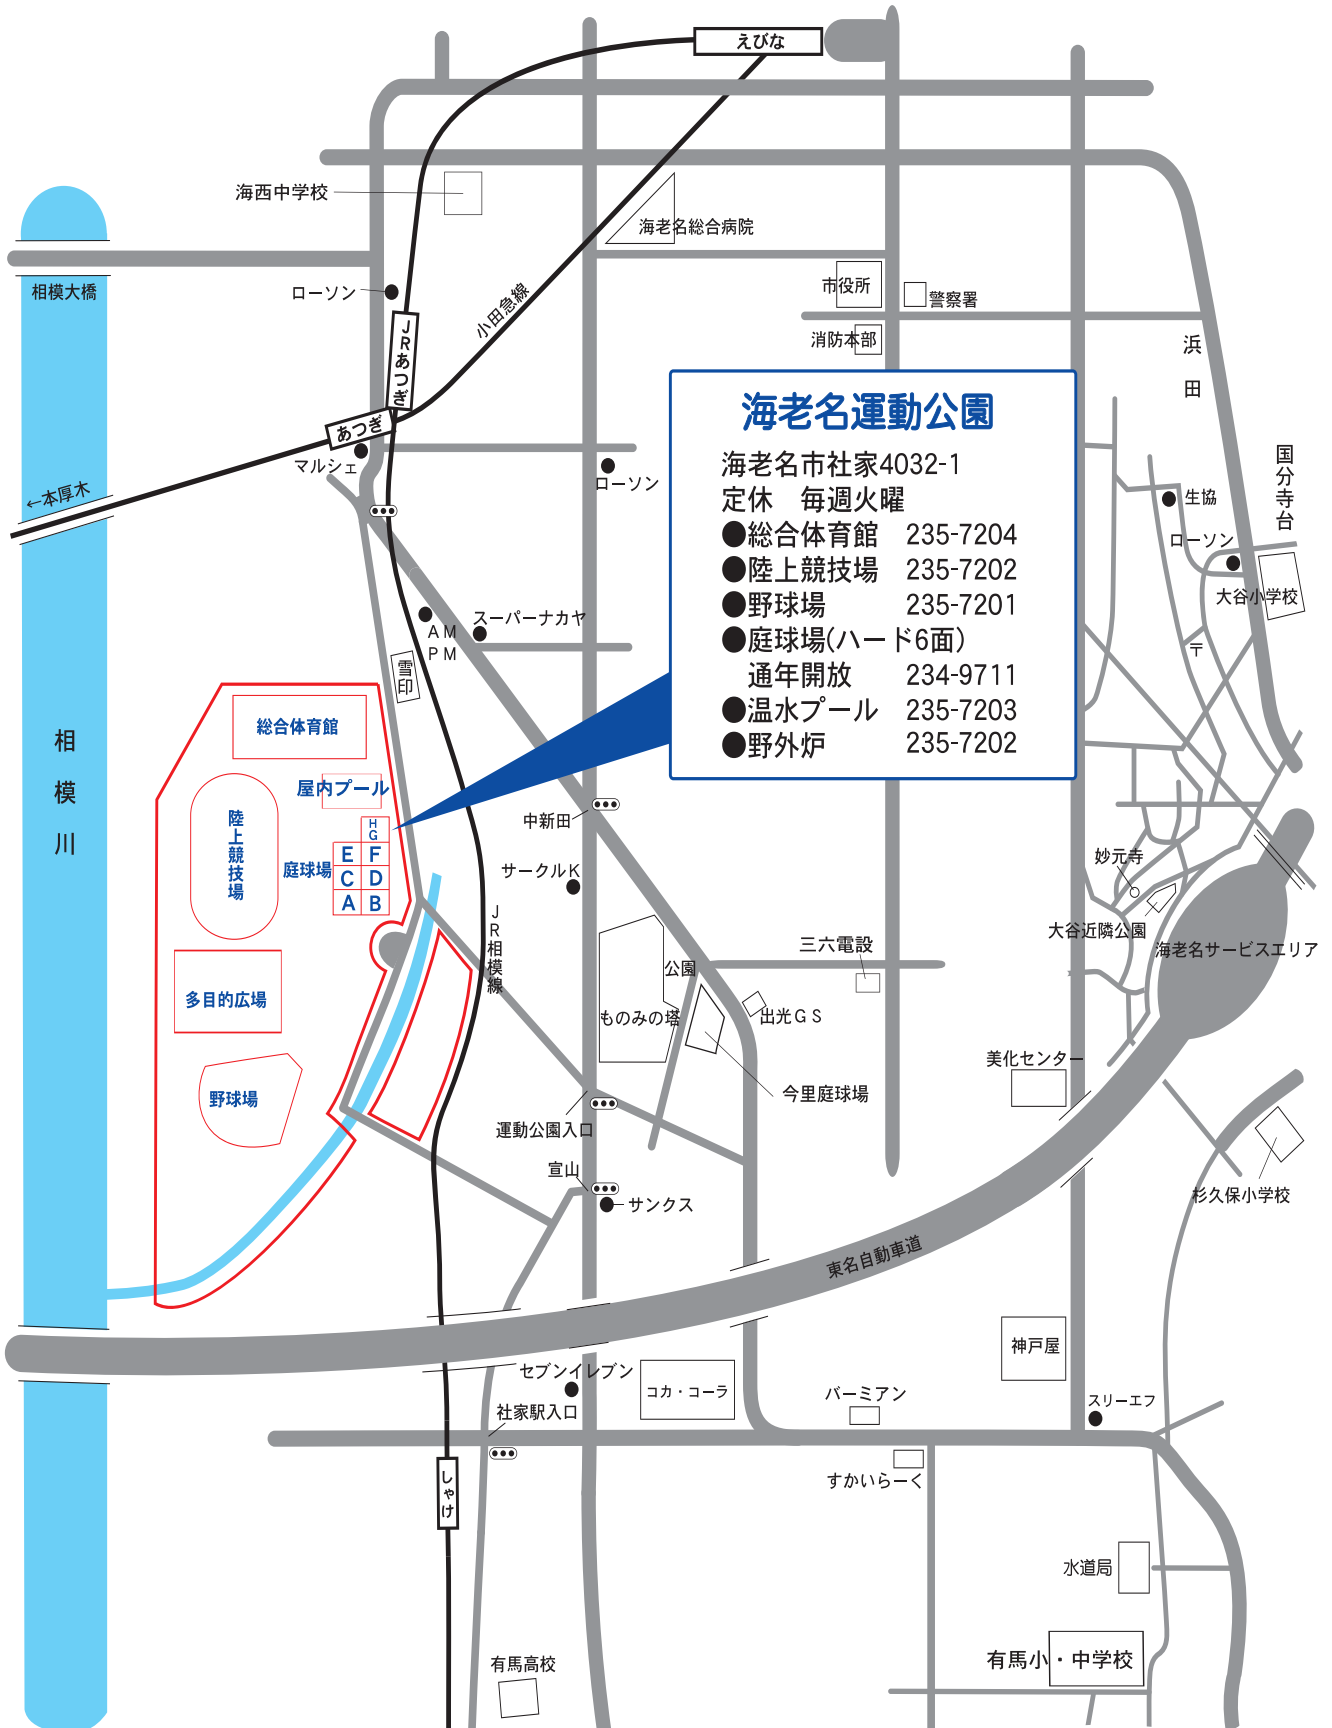 えびな
海西中学校
海老名総合病院
相模大橋
ローソン
市役所
警察署
消防本部
小田急線
JRあつぎ
あつぎ
マルシェ
←本厚木
ローソン
浜田
国分寺台
生協
ローソン
大谷小学校
〒
海老名運動公園
海老名市社家4032-1
定休　毎週火曜
●総合体育館　235-7204
●陸上競技場　235-7202
●野球場　235-7201
●庭球場(ハード6面)
通年開放　234-9711
●温水プール　235-7203
●野外炉　235-7202
スーパーナカヤ
AM
PM
雪印
相模川
総合体育館
屋内プール
陸上競技場
庭球場
H
G
E F
C D
A B
多目的広場
野球場
中新田
サークルK
JR相模線
公園
ものみの塔
三六電設
出光GS
今里庭球場
運動公園入口
宣山
サンクス
妙元寺
大谷近隣公園
海老名サービスエリア
美化センター
杉久保小学校
東名自動車道
神戸屋
セブンイレブン
コカ・コーラ
バーミアン
スリーエフ
社家駅入口
すかいらーく
しゃけ
水道局
有馬小・中学校
有馬高校